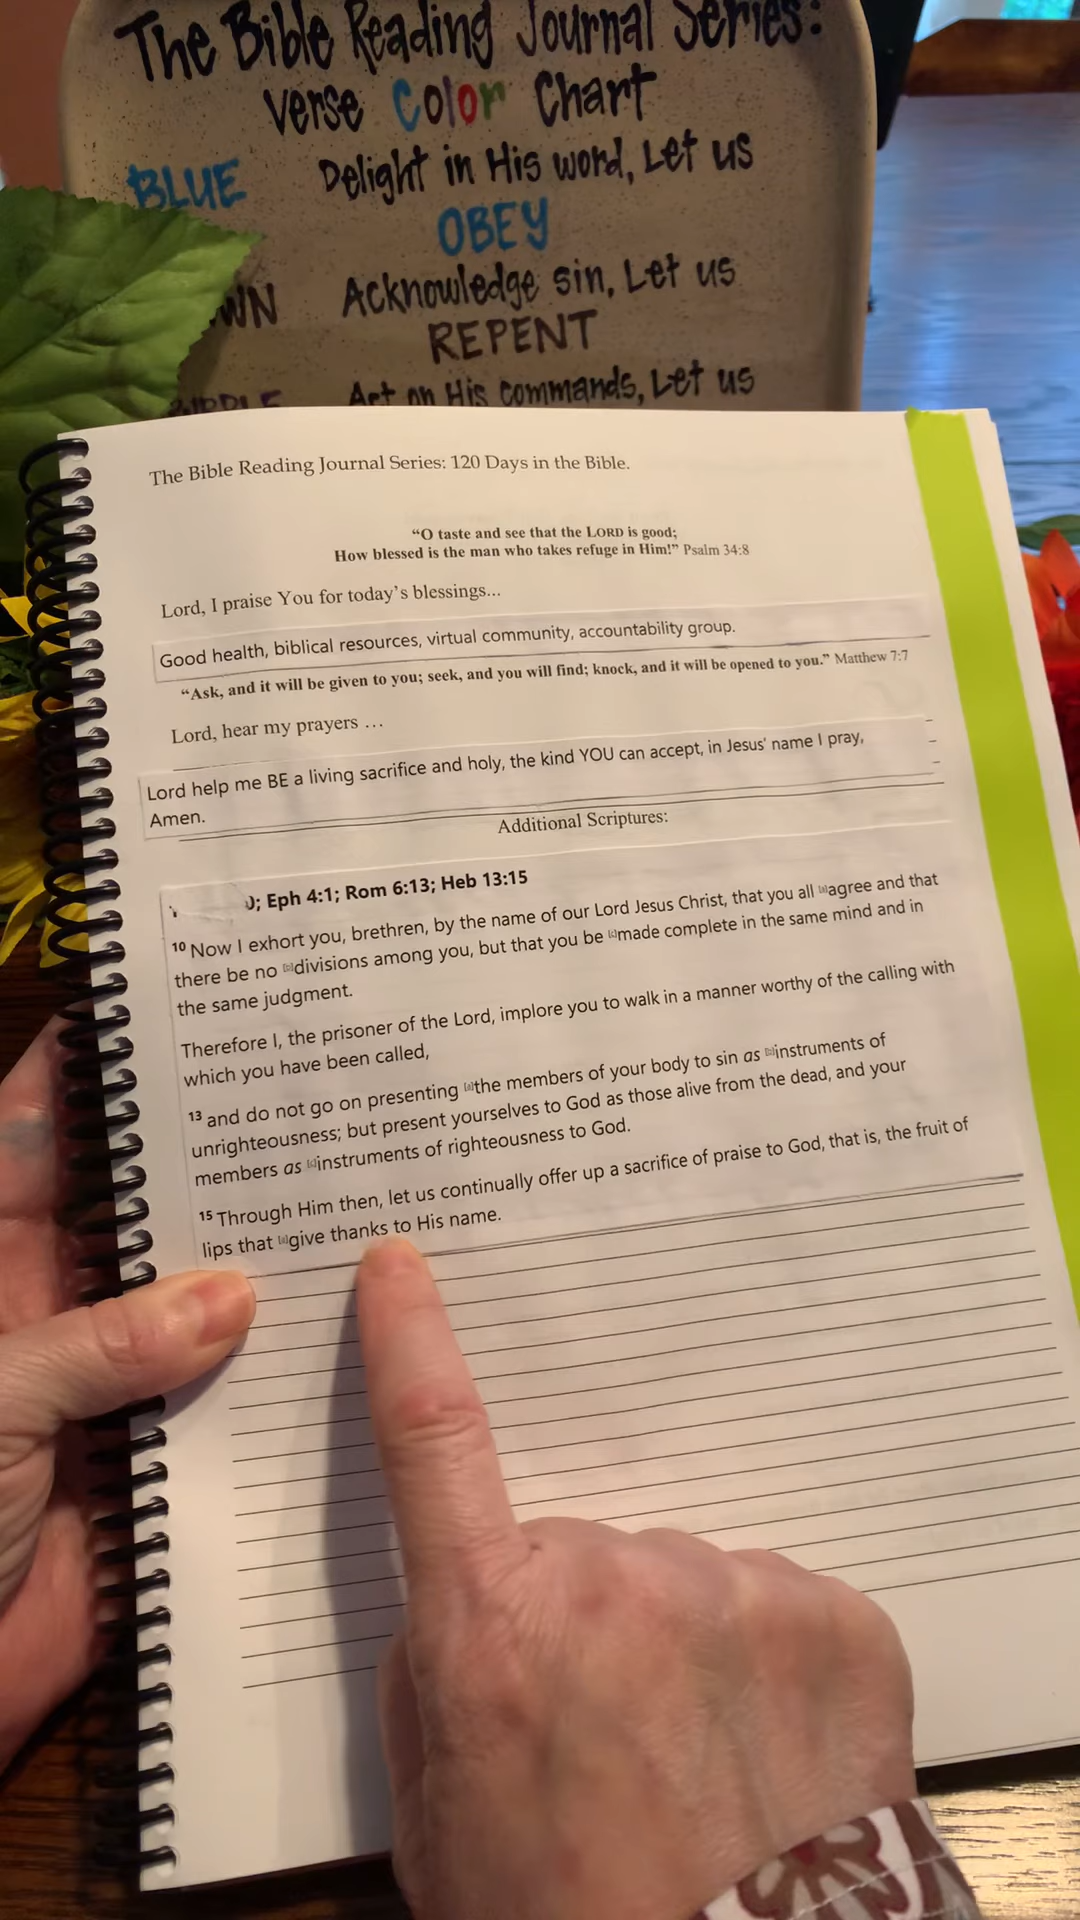 The Bible Reading Journal Series:
Verse Color Chart
BLUE Delight in His word, Let us
OBEY
WN Acknowledge sin, Let us
REPENT
Act on His commands, Let us
The Bible Reading Journal Series: 120 Days in the Bible.
“O taste and see that the LORD is good;
How blessed is the man who takes refuge in Him!” Psalm 34:8
Lord, I praise You for today’s blessings...
Good health, biblical resources, virtual community, accountability group.
“Ask, and it will be given to you; seek, and you will find; knock, and it will be opened to you.” Matthew 7:7
Lord, hear my prayers …
Lord help me BE a living sacrifice and holy, the kind YOU can accept, in Jesus' name I pray,
Amen.
Additional Scriptures:
0; Eph 4:1; Rom 6:13; Heb 13:15
10 Now I exhort you, brethren, by the name of our Lord Jesus Christ, that you all agree and that
there be no divisions among you, but that you be made complete in the same mind and in
the same judgment.
Therefore I, the prisoner of the Lord, implore you to walk in a manner worthy of the calling with
which you have been called,
13 and do not go on presenting the members of your body to sin as instruments of
unrighteousness; but present yourselves to God as those alive from the dead, and your
members as instruments of righteousness to God.
15 Through Him then, let us continually offer up a sacrifice of praise to God, that is, the fruit of
lips that give thanks to His name.